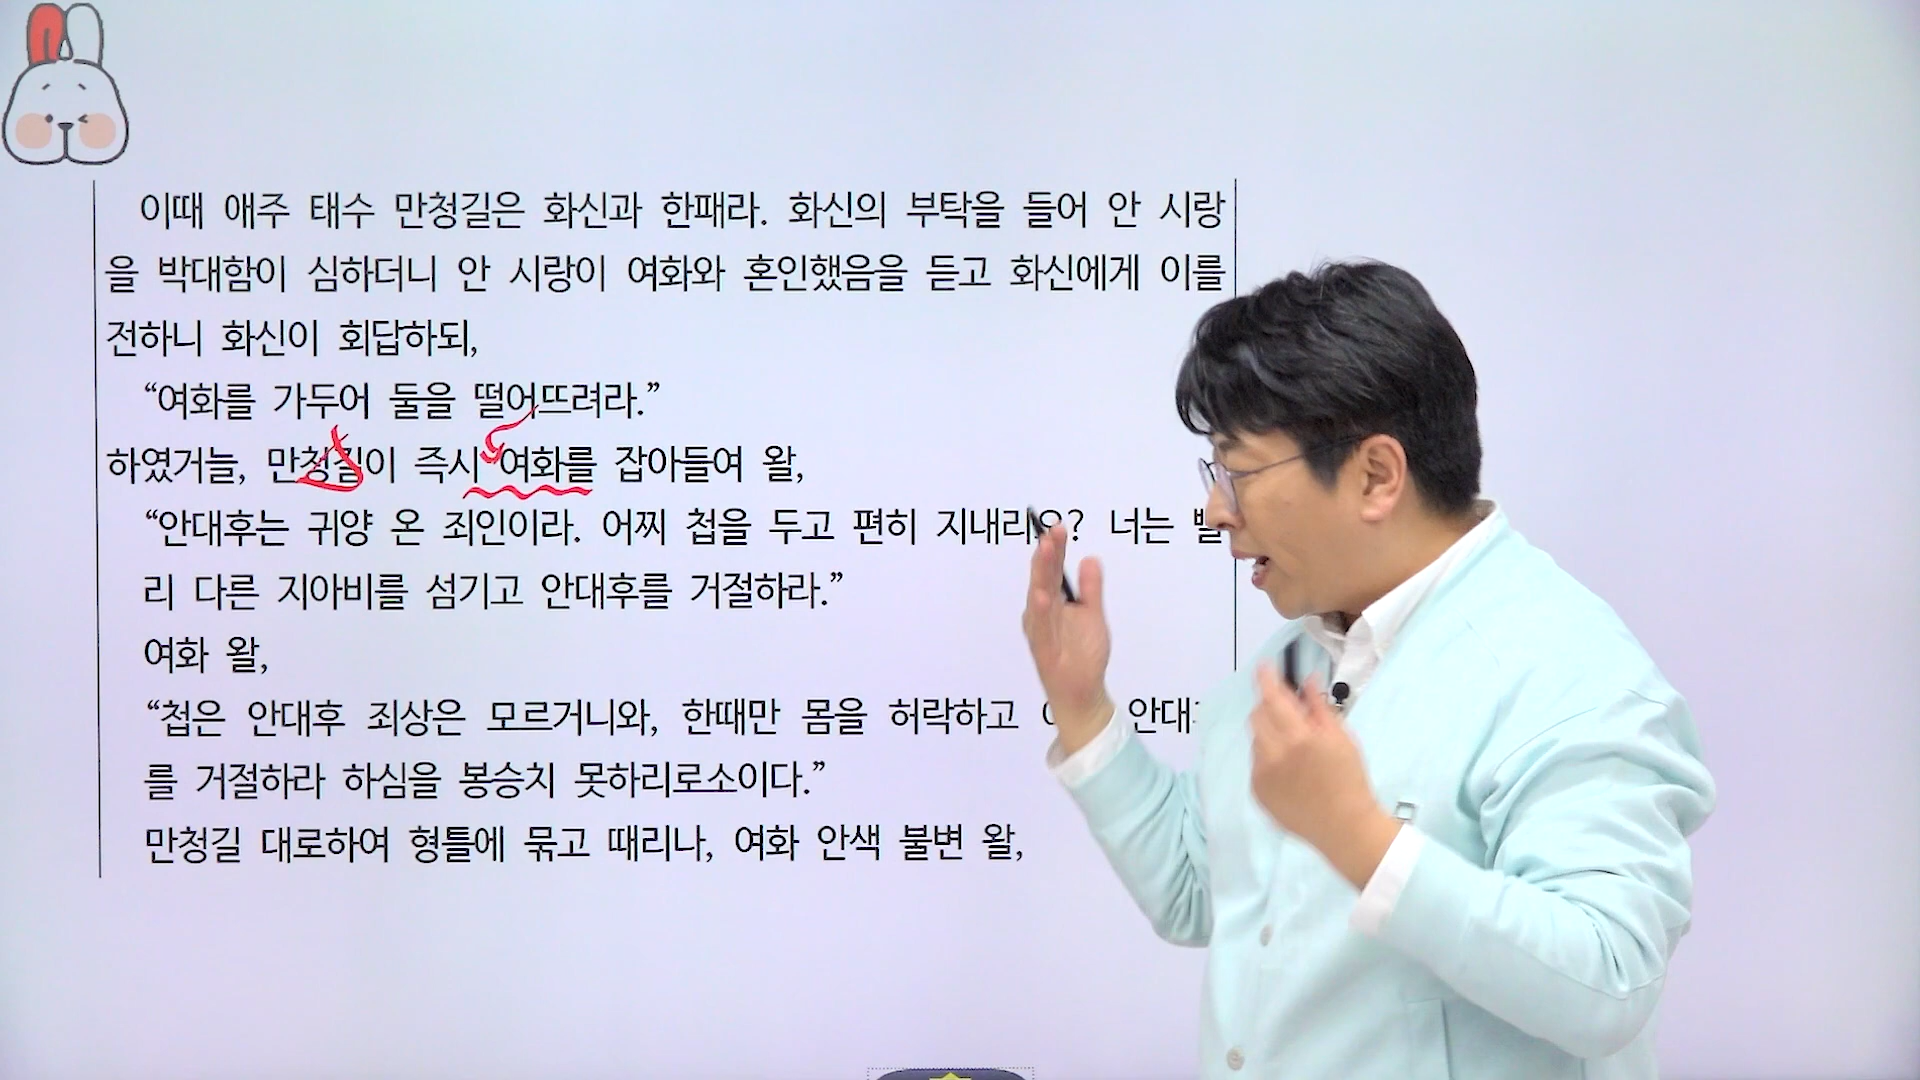 이때 애주 태수 만청길은 화신과 한패라. 화신의 부탁을 들어 안 시랑
을 박대함이 심하더니 안 시랑이 여화와 혼인했음을 듣고 화신에게 이를
전하니 화신이 회답하되,
“여화를 가두어 둘을 떨어뜨려라.”
하였거늘, 만청길이 즉시 여화를 잡아들여 왈,
“안대후는 귀양 온 죄인이라. 어찌 첩을 두고 편히 지내리오? 너는 빨
리 다른 지아비를 섬기고 안대후를 거절하라.”
여화 왈,
“첩은 안대후 죄상은 모르거니와, 한때만 몸을 허락하고 안대
를 거절하라 하심을 봉승치 못하리로소이다.”
만청길 대로하여 형틀에 묶고 때리나, 여화 안색 불변 왈,